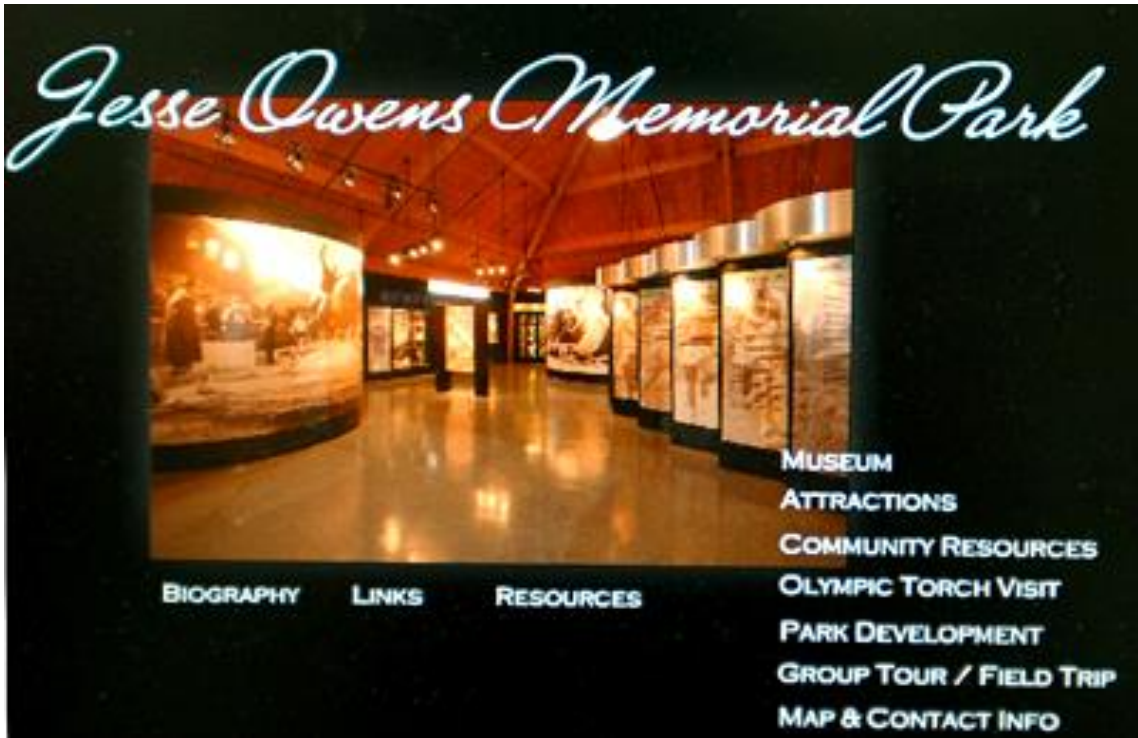 Jesse Owens Memorial Park
MUSEUM
ATTRACTIONS
COMMUNITY RESOURCES
OLYMPIC TORCH VISIT
PARK DEVELOPMENT
GROUP TOUR / FIELD TRIP
MAP & CONTACT INFO
BIOGRAPHY LINKS RESOURCES